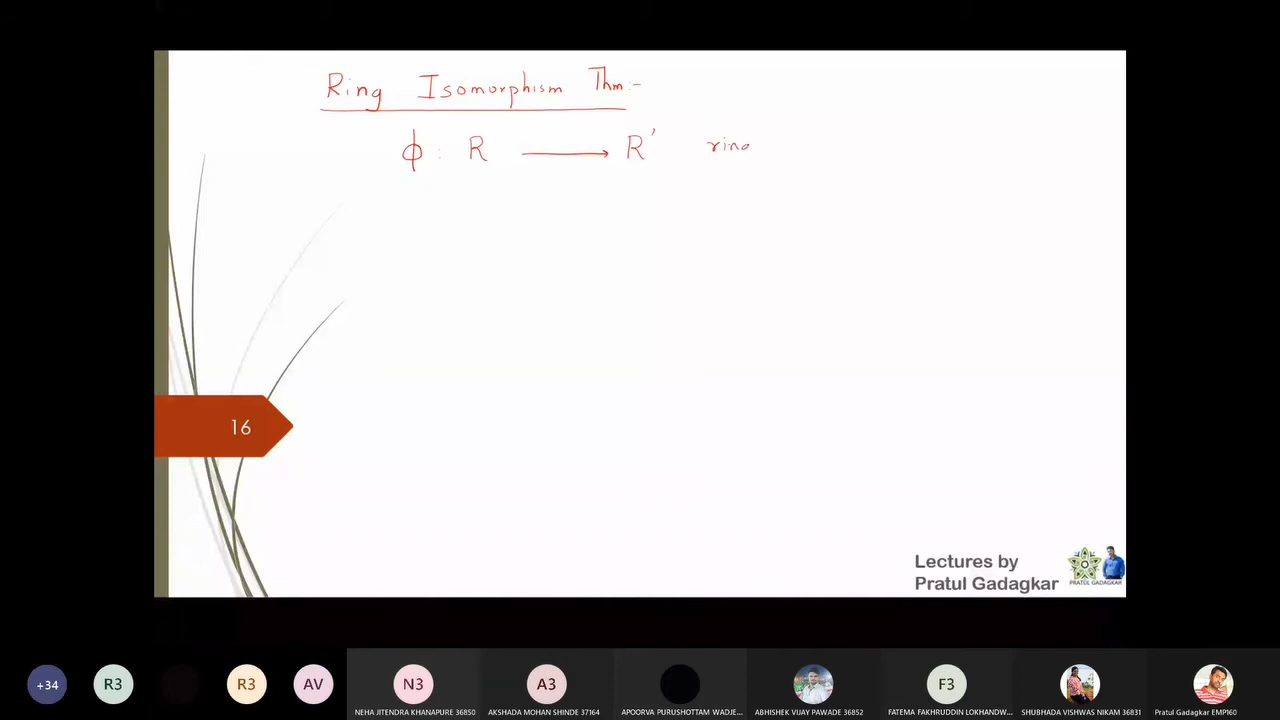 Ring Isomorphism Thm:-
ϕ : R ⟶ R' ring
16
Lectures by
Pratul Gadagkar
PRATUL GADAGKAR
+34 R3 R3 AV N3 A3 F3
NEHA JITENDRA KHANAPURE 36850 AKSHADA MOHAN SHINDE 37164 APOORVA PURUSHOTTAM WADJE... ABHISHEK VIJAY PAWADE 36852 FATEMA FAKHRUDDIN LOKHANDW... SHUBHADA VISHWAS NIKAM 36831 Pratul Gadagkar EMP160